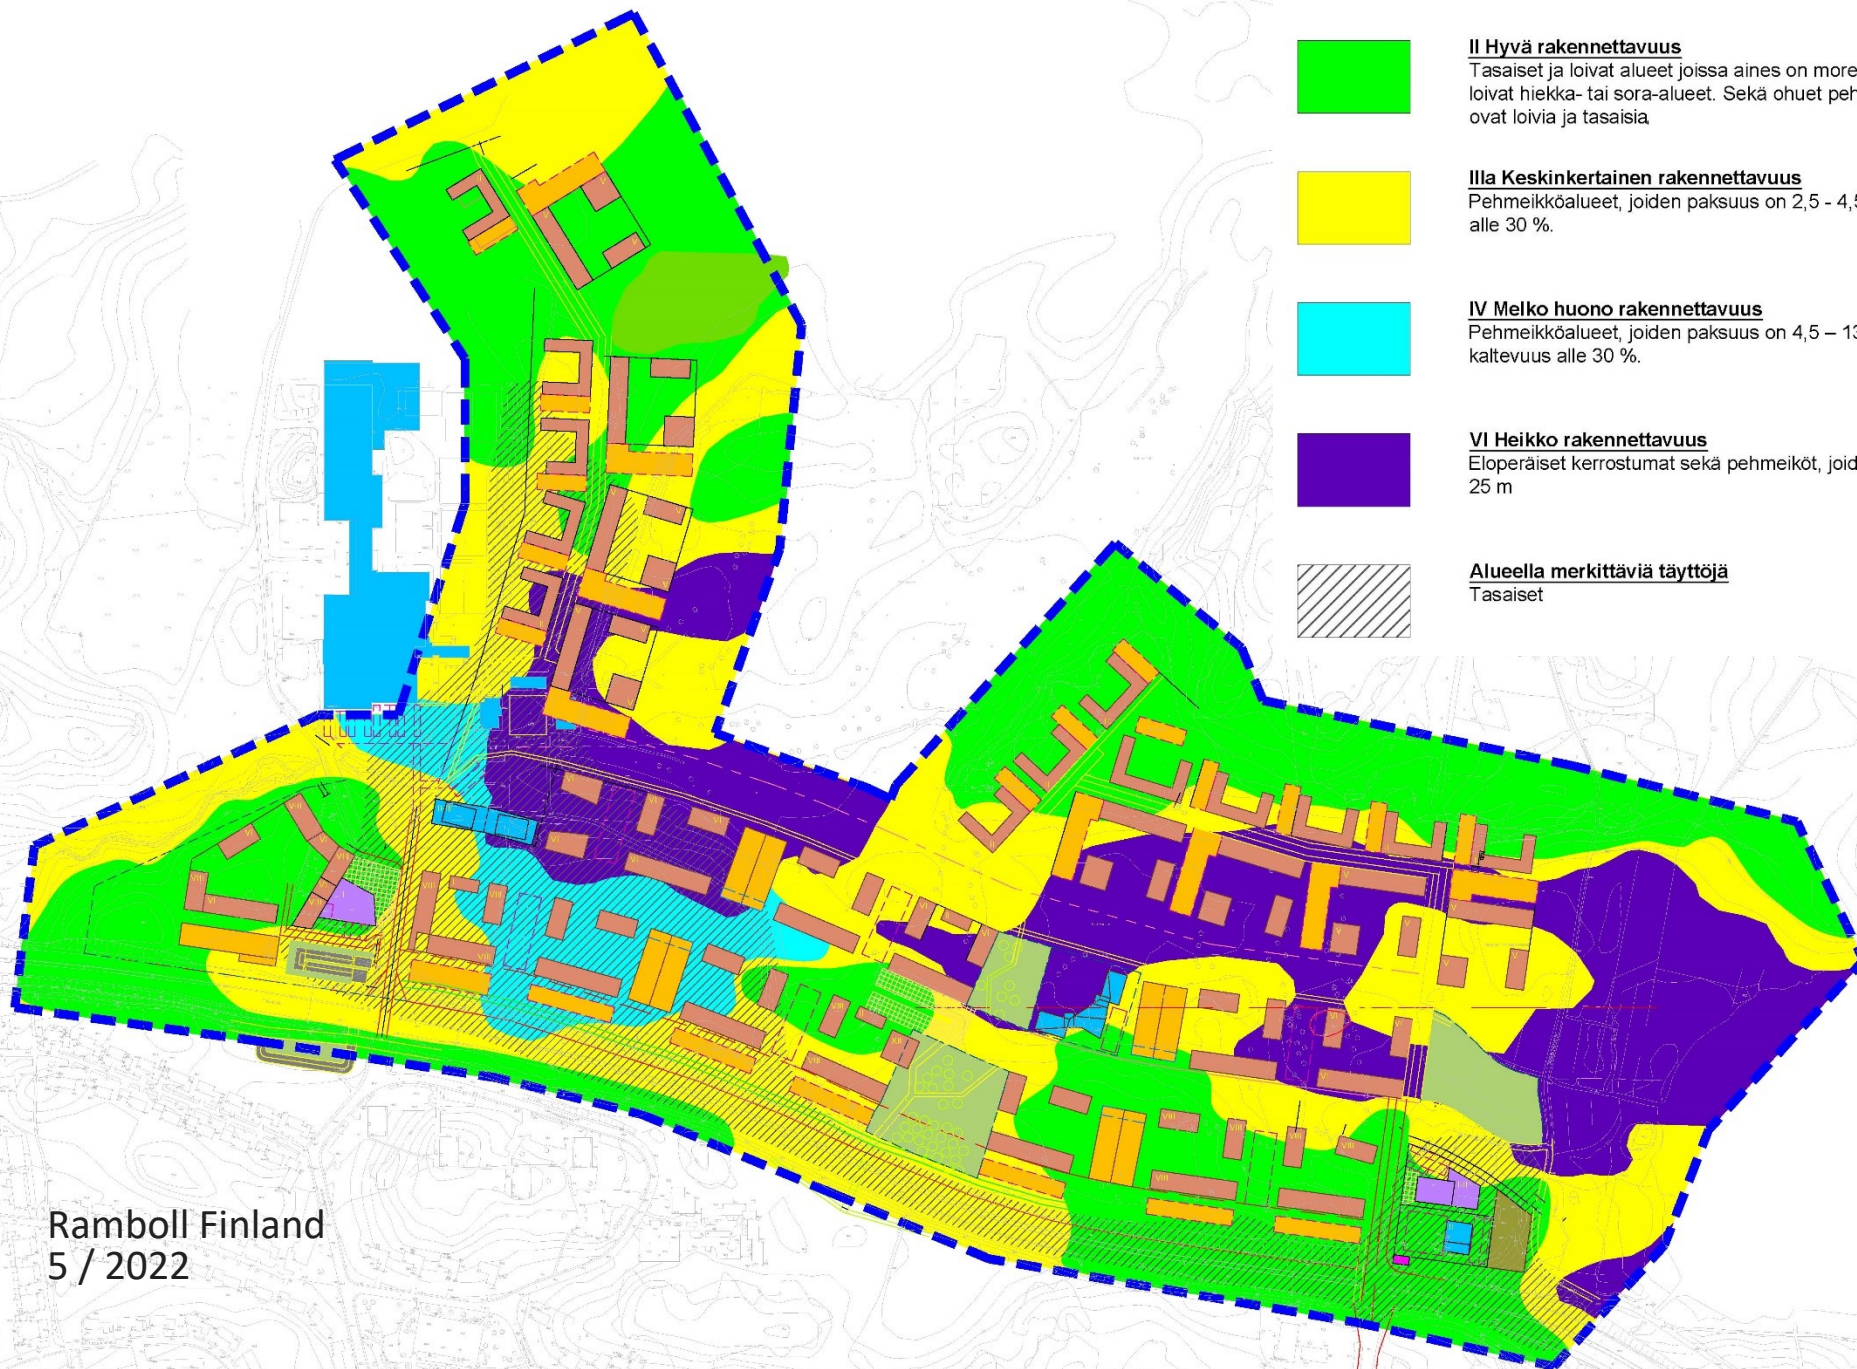 II Hyvä rakennettavuus
Tasaiset ja loivat alueet joissa aines on more
loivat hiekka- tai sora-alueet. Sekä ohuet peh
ovat loivia ja tasaisia,
IIIa Keskinkertainen rakennettavuus
Pehmeikköalueet, joiden paksuus on 2,5 - 4,5
alle 30 %.
IV Melko huono rakennettavuus
Pehmeikköalueet, joiden paksuus on 4,5 – 13
kaltevuus alle 30 %.
VI Heikko rakennettavuus
Eloperäiset kerrostumat sekä pehmeiköt, joid
25 m
Alueella merkittäviä täyttöjä
Tasaiset
Ramboll Finland
5 / 2022